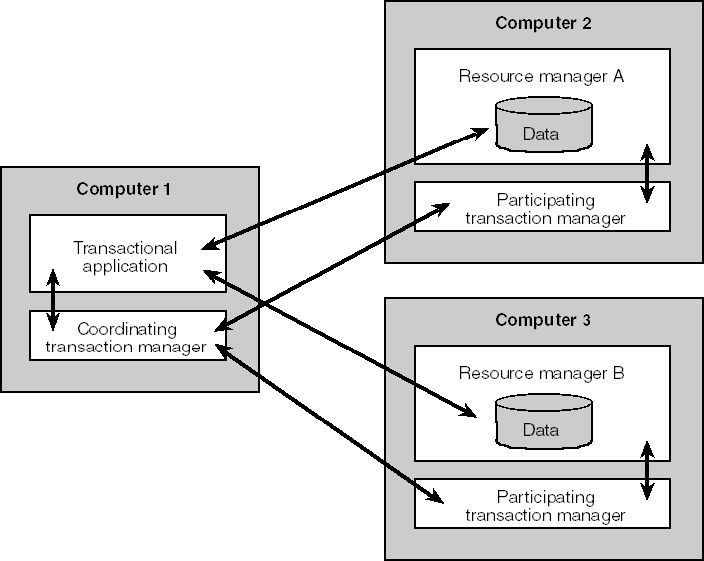 Computer 1
Transactional
application
Coordinating
transaction manager
Computer 2
Resource manager A
Data
Participating
transaction manager
Computer 3
Resource manager B
Data
Participating
transaction manager